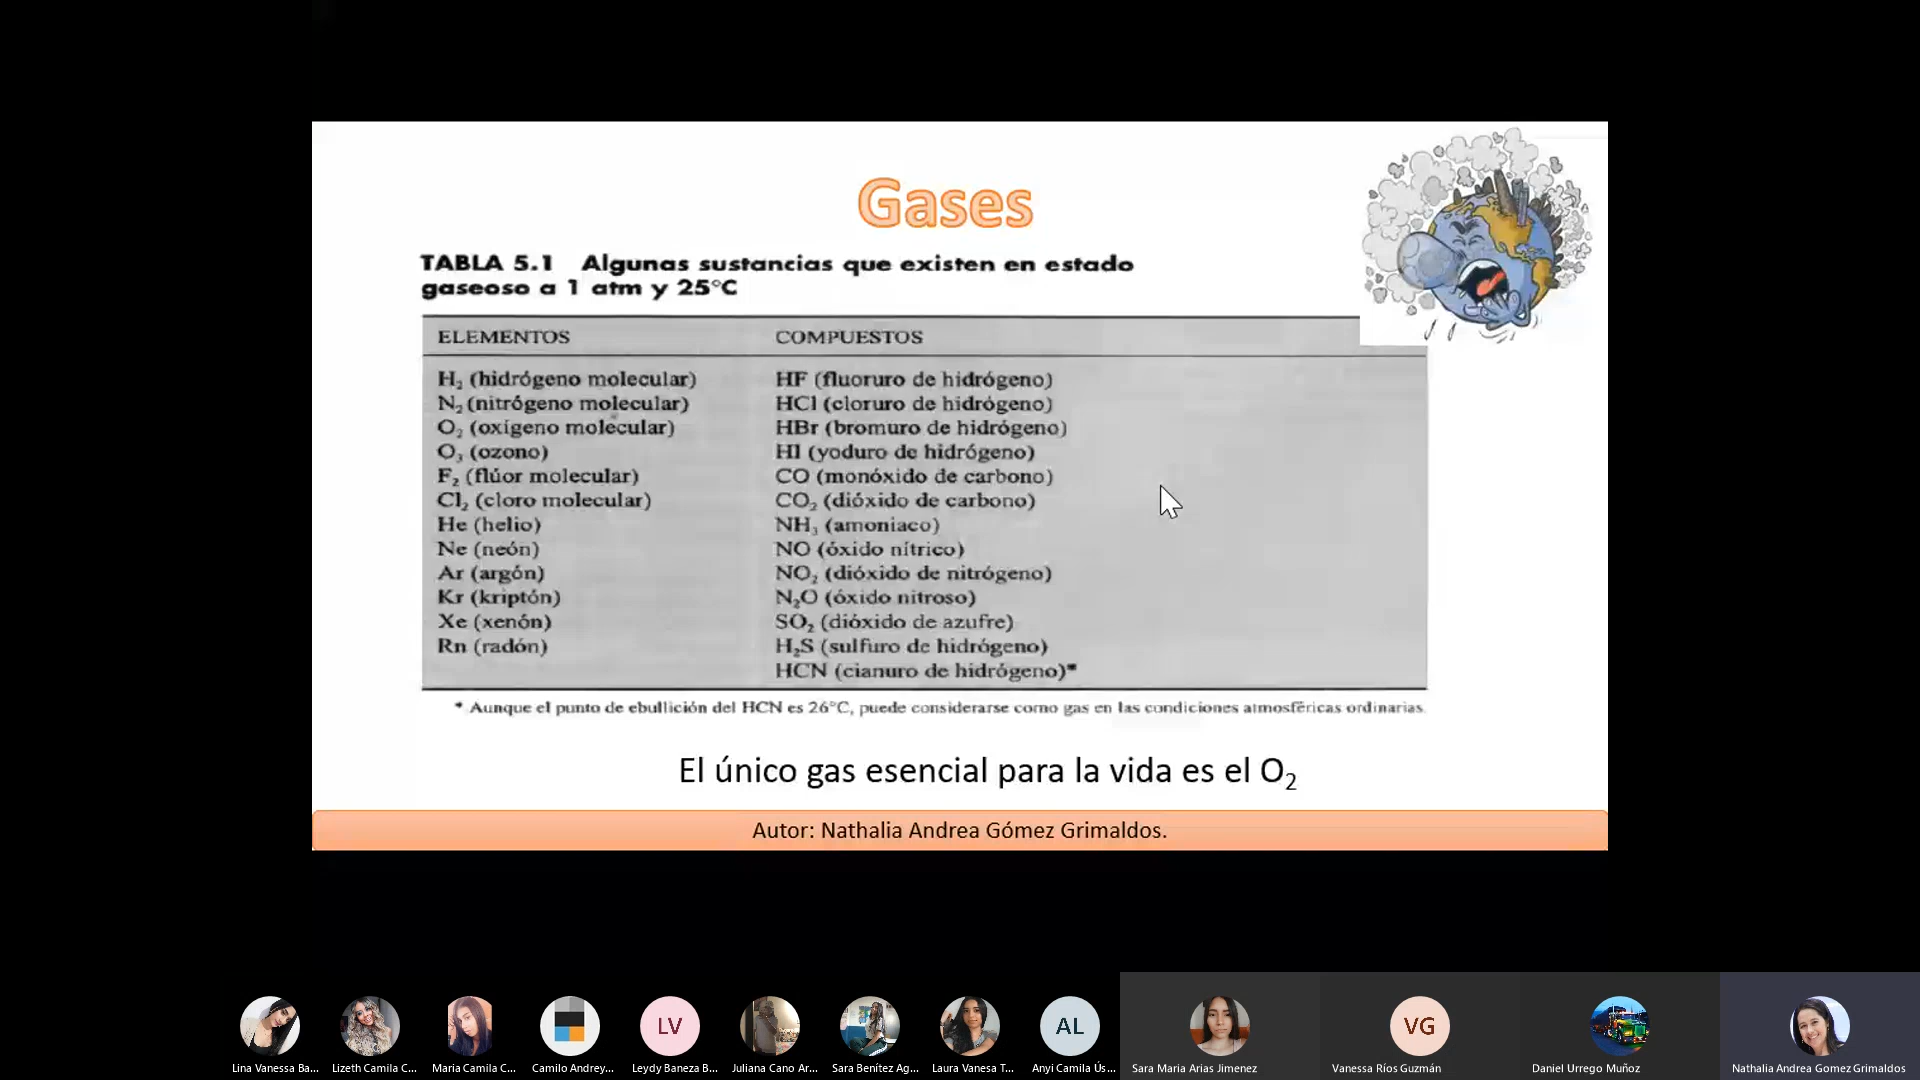 Gases
TABLA 5.1 Algunas sustancias que existen en estado
gaseoso a 1 atm y 25°C
ELEMENTOS COMPUESTOS
H₂ (hidrógeno molecular) HF (fluoruro de hidrógeno)
N₂ (nitrógeno molecular) HCl (cloruro de hidrógeno)
O₂ (oxígeno molecular) HBr (bromuro de hidrógeno)
O₃ (ozono) HI (yoduro de hidrógeno)
F₂ (flúor molecular) CO (monóxido de carbono)
Cl₂ (cloro molecular) CO₂ (dióxido de carbono)
He (helio) NH₃ (amoniaco)
Ne (neón) NO (óxido nítrico)
Ar (argón) NO₂ (dióxido de nitrógeno)
Kr (kriptón) N₂O (óxido nitroso)
Xe (xenón) SO₂ (dióxido de azufre)
Rn (radón) H₂S (sulfuro de hidrógeno)
HCN (cianuro de hidrógeno)*
* Aunque el punto de ebullición del HCN es 26°C, puede considerarse como gas en las condiciones atmosféricas ordinarias.
El único gas esencial para la vida es el O₂
Autor: Nathalia Andrea Gómez Grimaldos.
LV AL VG
Lina Vanessa Ba... Lizeth Camila C... Maria Camila C... Camilo Andrey... Leydy Baneza B... Juliana Cano Ar... Sara Benítez Ag... Laura Vanesa T... Anyi Camila Ús... Sara Maria Arias Jimenez Vanessa Ríos Guzmán Daniel Urrego Muñoz Nathalia Andrea Gomez Grimaldos